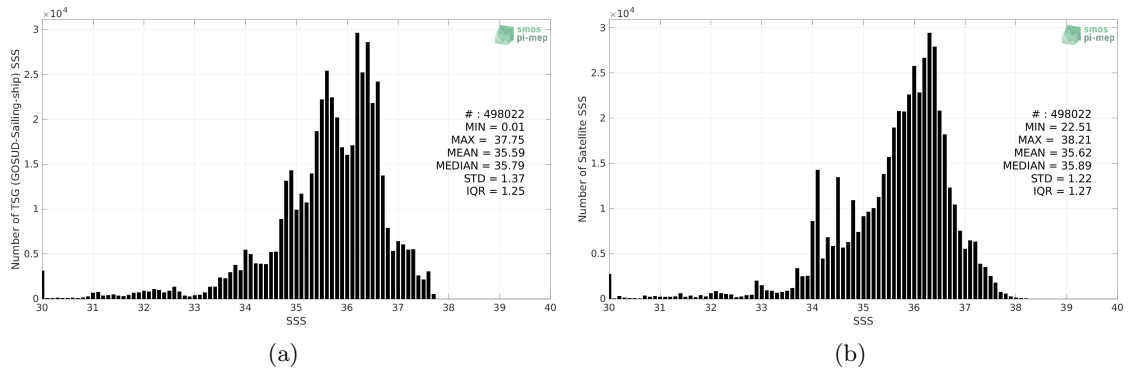 ×10⁴
3
2.5
2
1.5
1
0.5
0
Number of TSG (GOSUD-Sailing-ship) SSS
30 31 32 33 34 35 36 37 38 39 40
SSS
smos
pi-mep
# : 498022
MIN = 0.01
MAX = 37.75
MEAN = 35.59
MEDIAN = 35.79
STD = 1.37
IQR = 1.25
(a)
×10⁴
3
2.5
2
1.5
1
0.5
0
Number of Satellite SSS
30 31 32 33 34 35 36 37 38 39 40
SSS
smos
pi-mep
# : 498022
MIN = 22.51
MAX = 38.21
MEAN = 35.62
MEDIAN = 35.89
STD = 1.22
IQR = 1.27
(b)